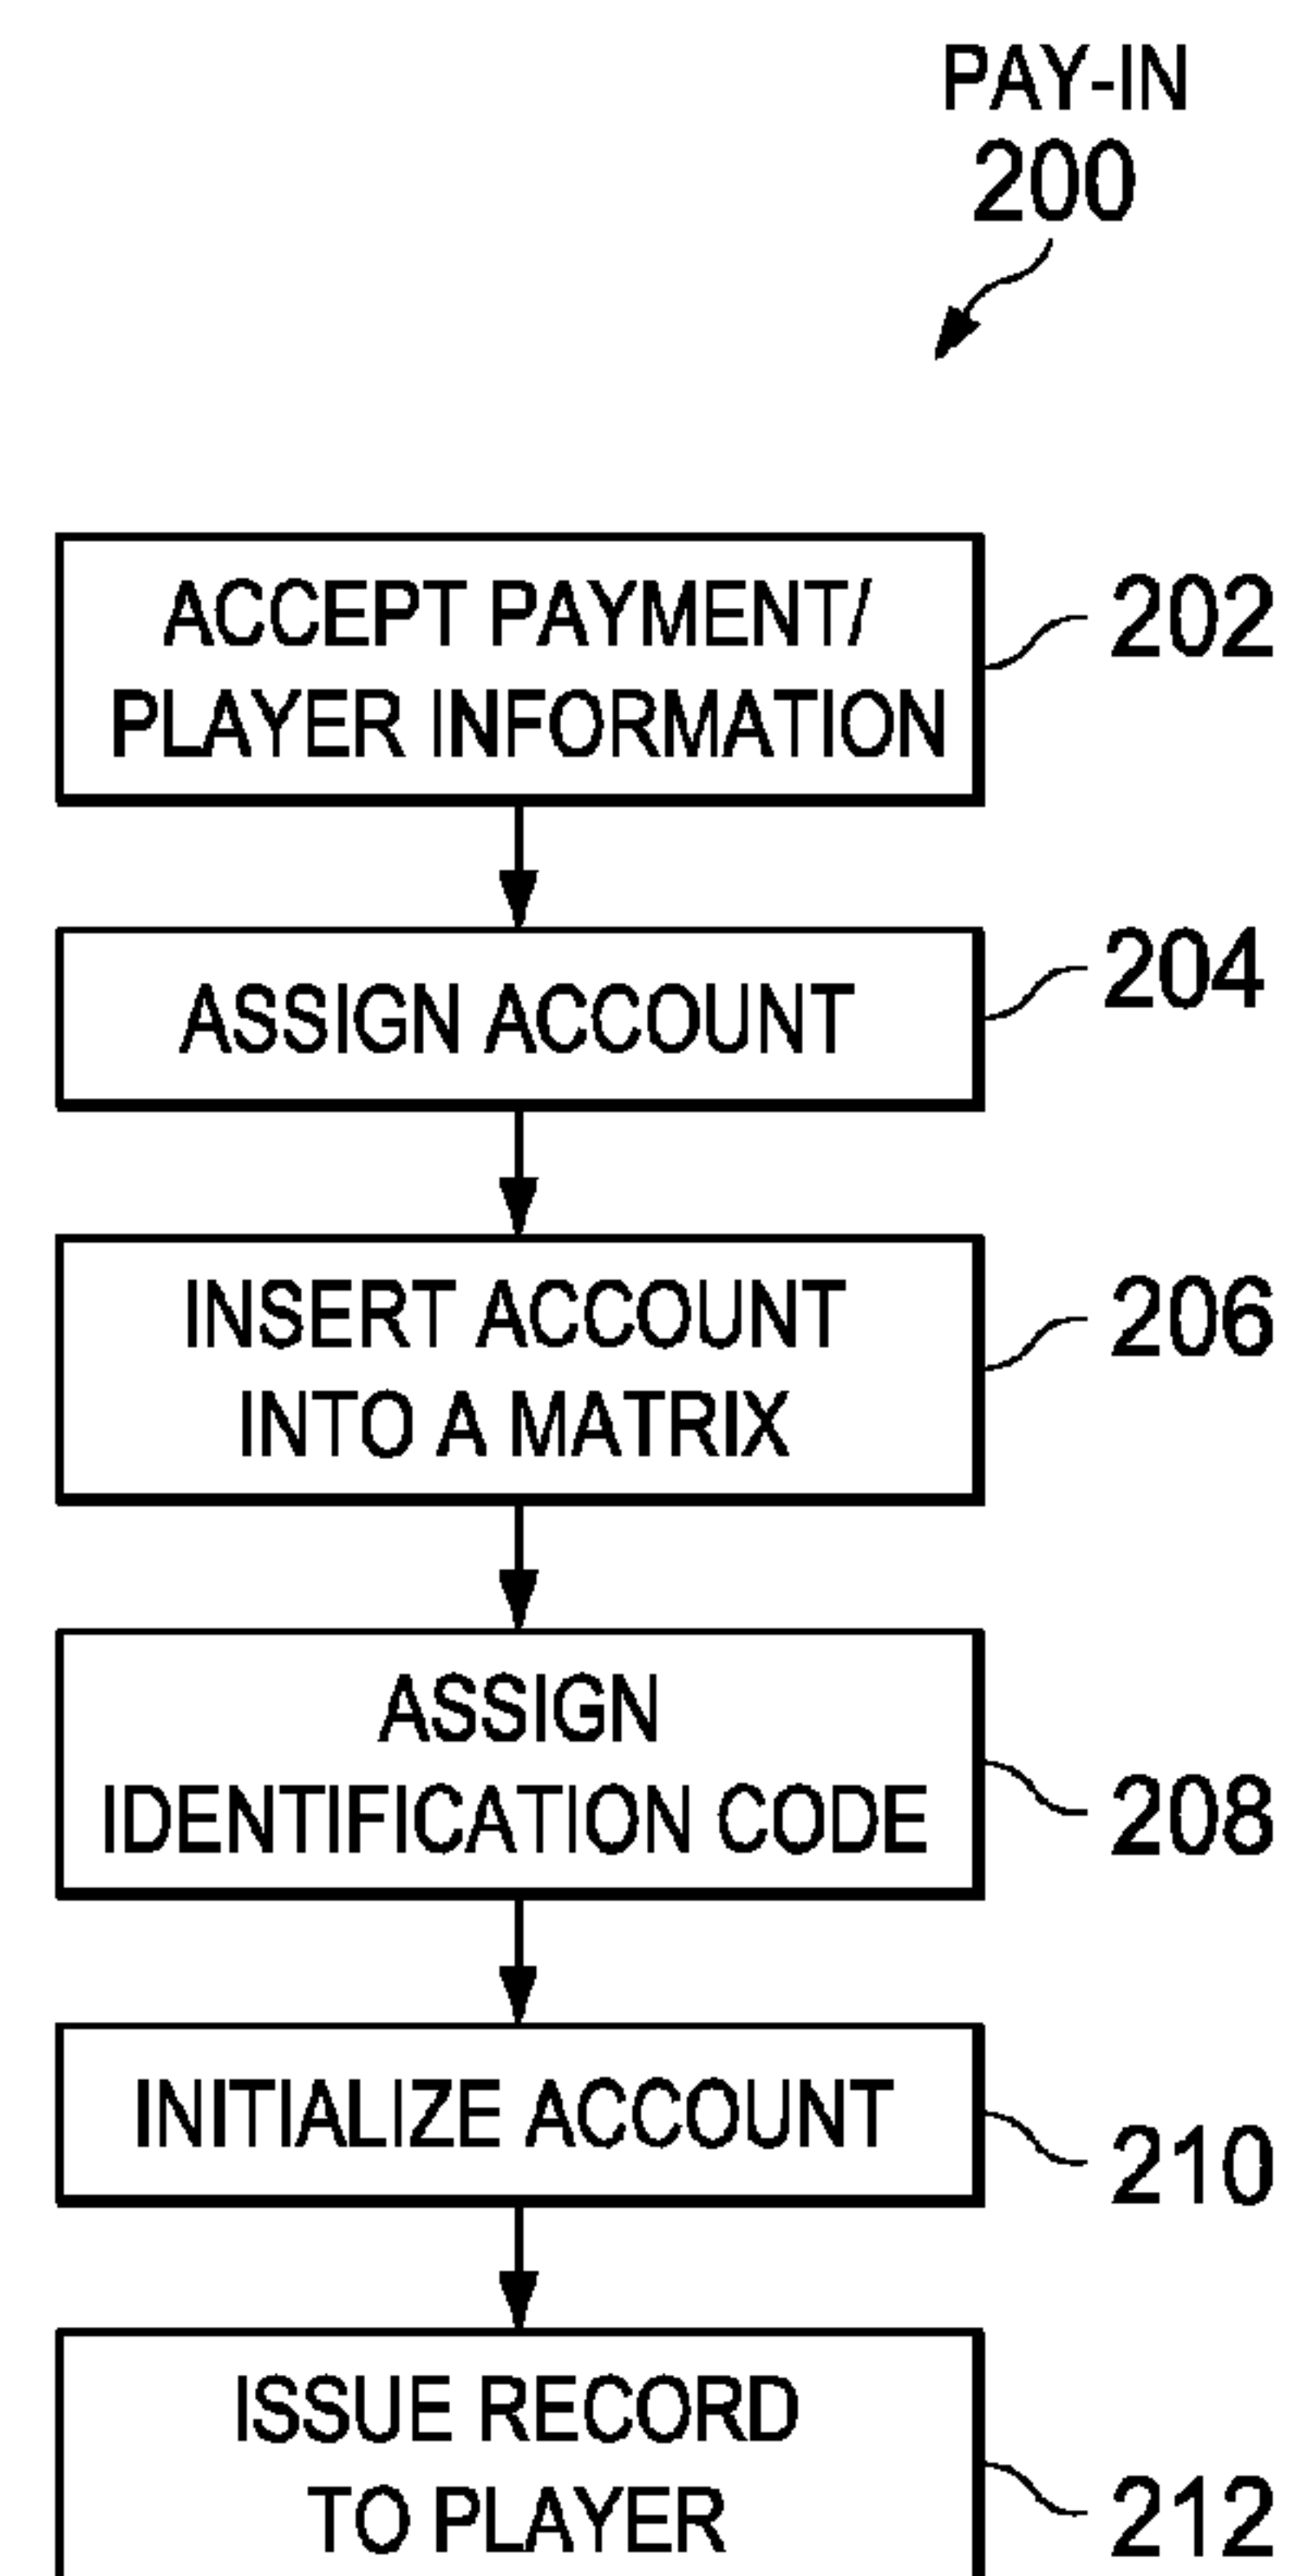 PAY-IN
200
ACCEPT PAYMENT/
PLAYER INFORMATION
202
ASSIGN ACCOUNT
204
INSERT ACCOUNT
INTO A MATRIX
206
ASSIGN
IDENTIFICATION CODE
208
INITIALIZE ACCOUNT
210
ISSUE RECORD
TO PLAYER
212